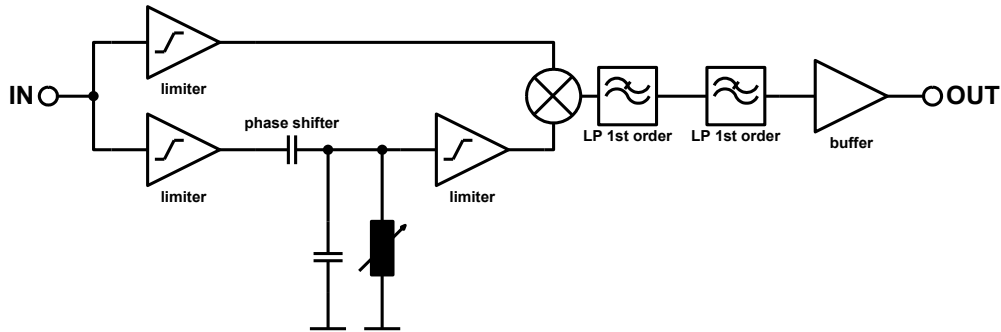 limiter
IN
phase shifter
limiter
limiter
LP 1st order
LP 1st order
buffer
OUT